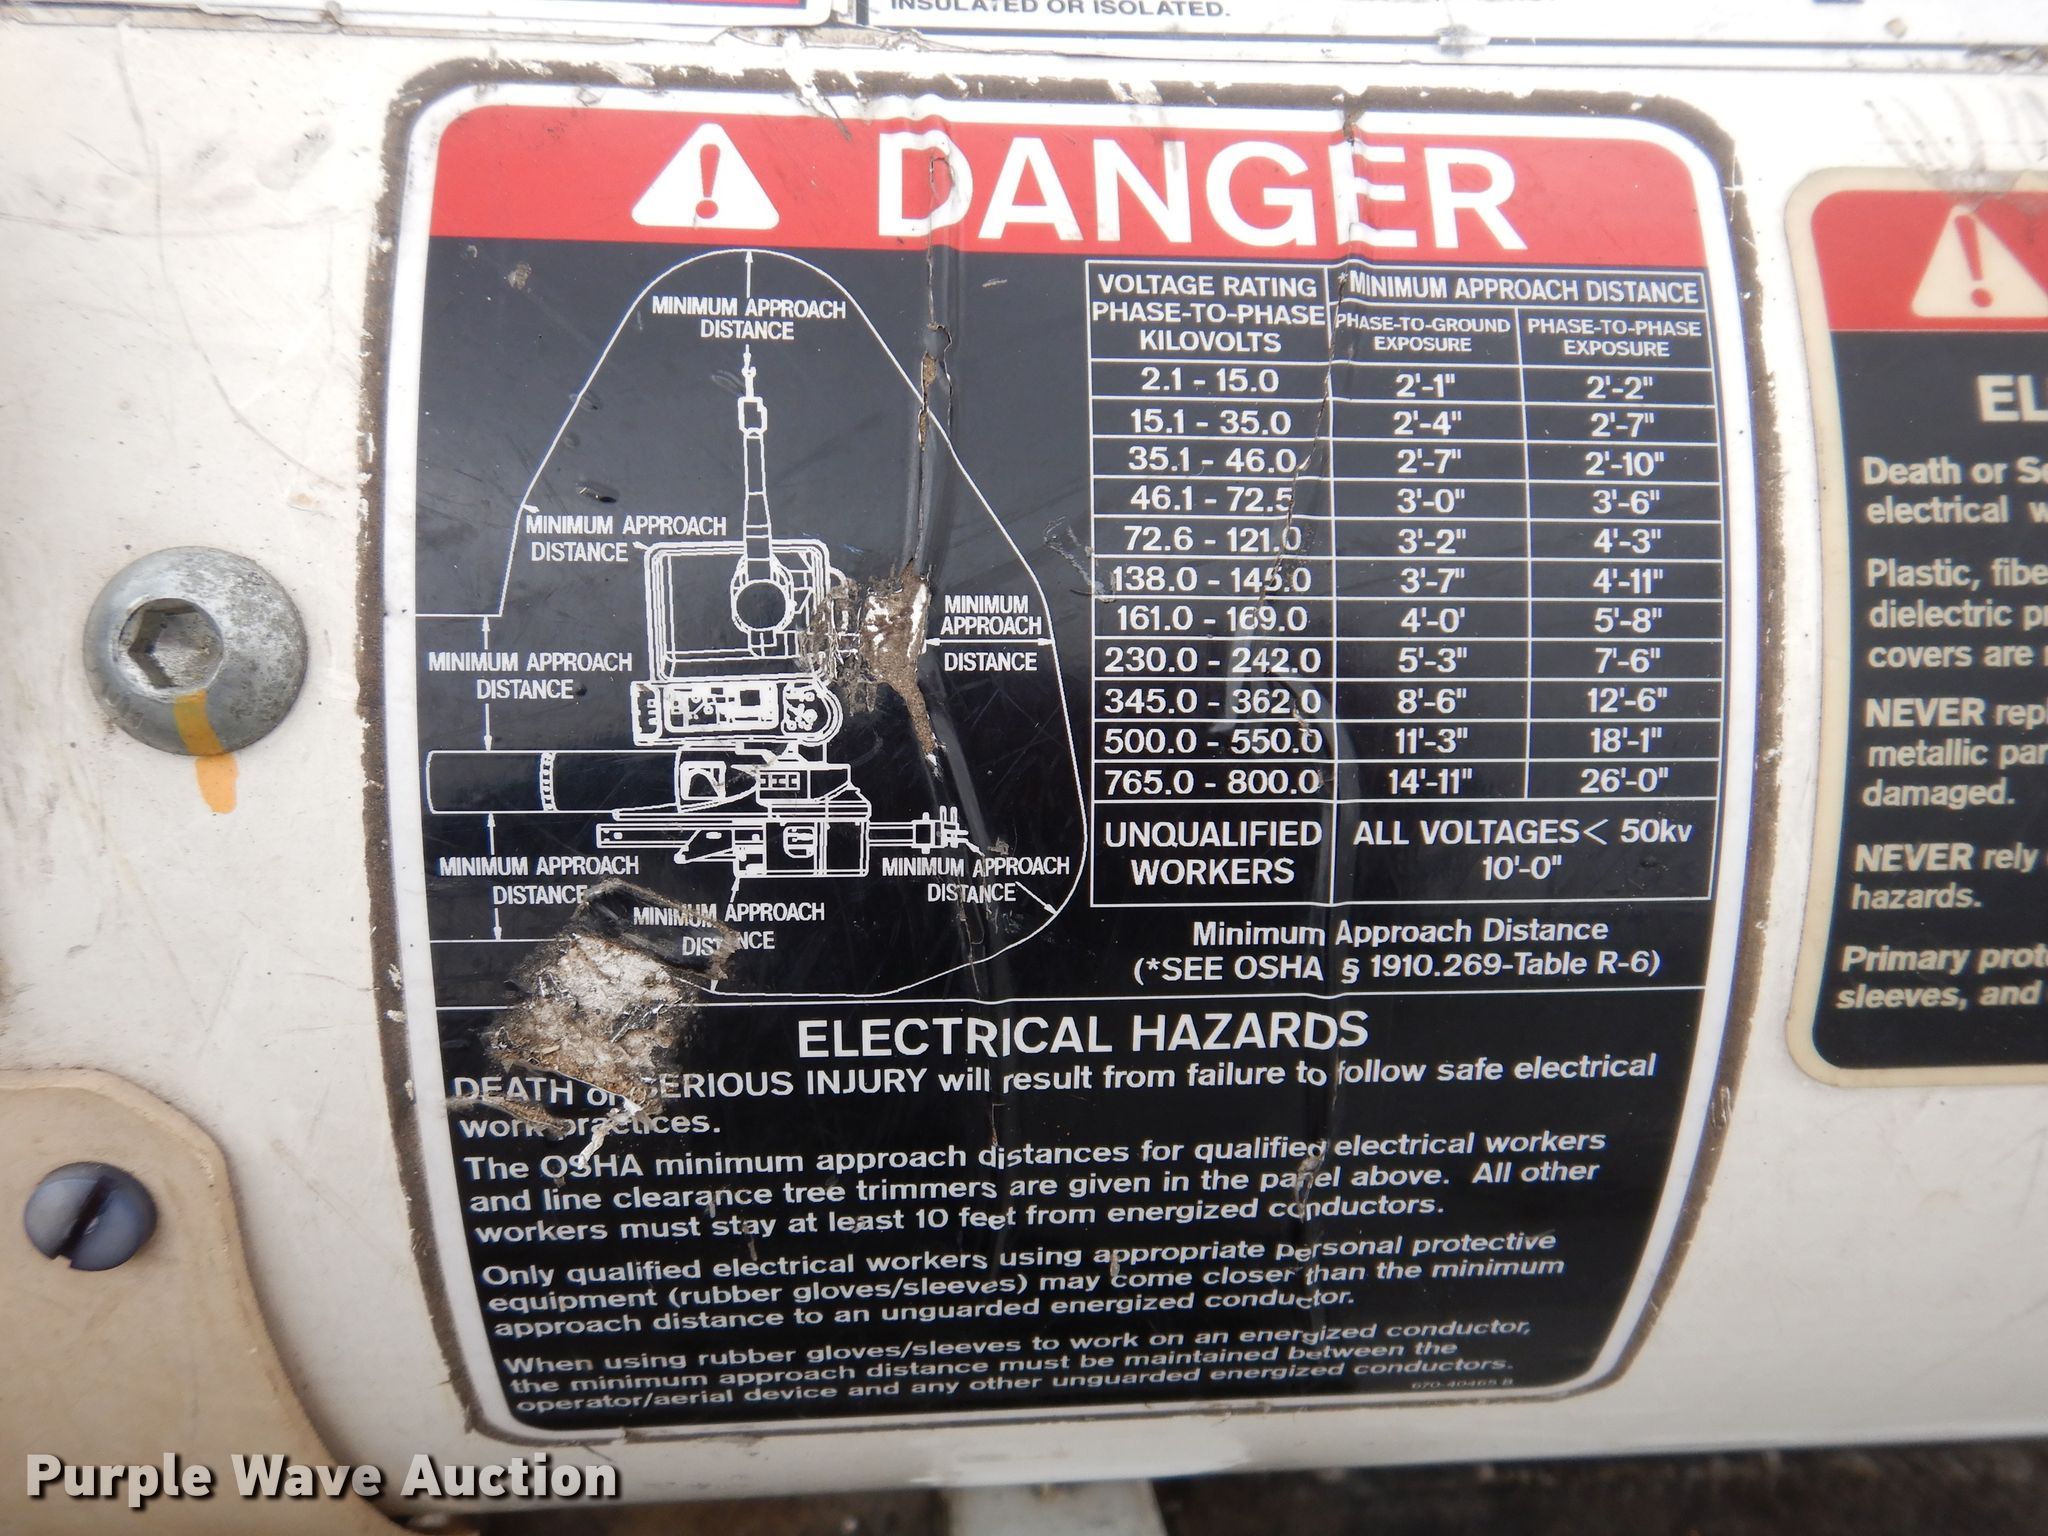 INSULATED OR ISOLATED.
DANGER
MINIMUM APPROACH
DISTANCE
MINIMUM APPROACH
DISTANCE
MINIMUM
APPROACH
DISTANCE
MINIMUM APPROACH
DISTANCE
MINIMUM APPROACH
DISTANCE
MINIMUM APPROACH
DISTANCE
MINIMUM APPROACH
DISTANCE
VOLTAGE RATING PHASE-TO-PHASE KILOVOLTS
*MINIMUM APPROACH DISTANCE
PHASE-TO-GROUND EXPOSURE PHASE-TO-PHASE EXPOSURE
2.1 - 15.0 2'-1" 2'-2"
15.1 - 35.0 2'-4" 2'-7"
35.1 - 46.0 2'-7" 2'-10"
46.1 - 72.5 3'-0" 3'-6"
72.6 - 121.0 3'-2" 4'-3"
138.0 - 145.0 3'-7" 4'-11"
161.0 - 169.0 4'-0' 5'-8"
230.0 - 242.0 5'-3" 7'-6"
345.0 - 362.0 8'-6" 12'-6"
500.0 - 550.0 11'-3" 18'-1"
765.0 - 800.0 14'-11" 26'-0"
UNQUALIFIED ALL VOLTAGES < 50kv
WORKERS 10'-0"
Minimum Approach Distance
(*SEE OSHA § 1910.269-Table R-6)
ELECTRICAL HAZARDS
DEATH or SERIOUS INJURY will result from failure to follow safe electrical
work practices.
The OSHA minimum approach distances for qualified electrical workers
and line clearance tree trimmers are given in the panel above. All other
workers must stay at least 10 feet from energized conductors.
Only qualified electrical workers using appropriate personal protective
equipment (rubber gloves/sleeves) may come closer than the minimum
approach distance to an unguarded energized conductor.
When using rubber gloves/sleeves to work on an energized conductor,
the minimum approach distance must be maintained between the
operator/aerial device and any other unguarded energized conductors.
670-40465 B
EL
Death or Se
electrical w
Plastic, fibe
dielectric pr
covers are
NEVER repl
metallic par
damaged.
NEVER rely
hazards.
Primary prot
sleeves, and
Purple Wave Auction